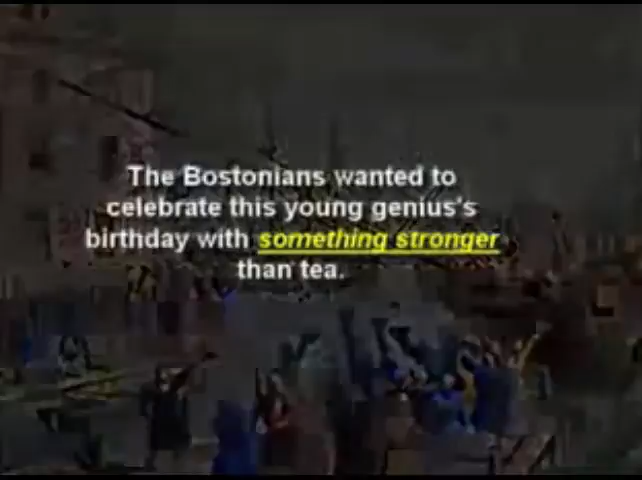 The Bostonians wanted to
celebrate this young genius's
birthday with something stronger
than tea.